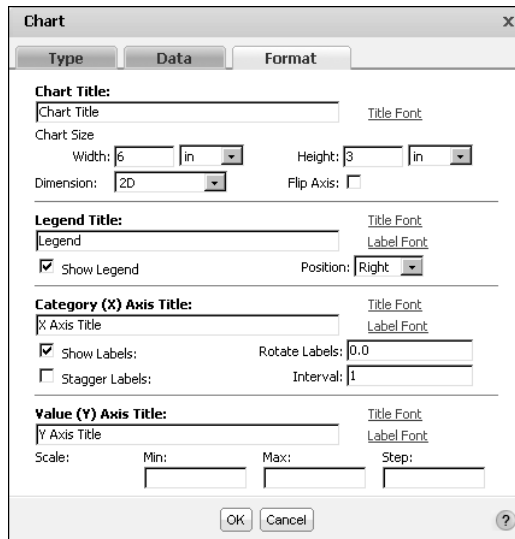 Chart x
Type Data Format
Chart Title:
Chart Title Title Font
Chart Size
Width: 6 in Height: 3 in
Dimension: 2D Flip Axis:
Legend Title: Title Font
Legend Label Font
Show Legend Position: Right
Category (X) Axis Title: Title Font
X Axis Title Label Font
Show Labels: Rotate Labels: 0.0
Stagger Labels: Interval: 1
Value (Y) Axis Title: Title Font
Y Axis Title Label Font
Scale: Min: Max: Step:
OK Cancel ?